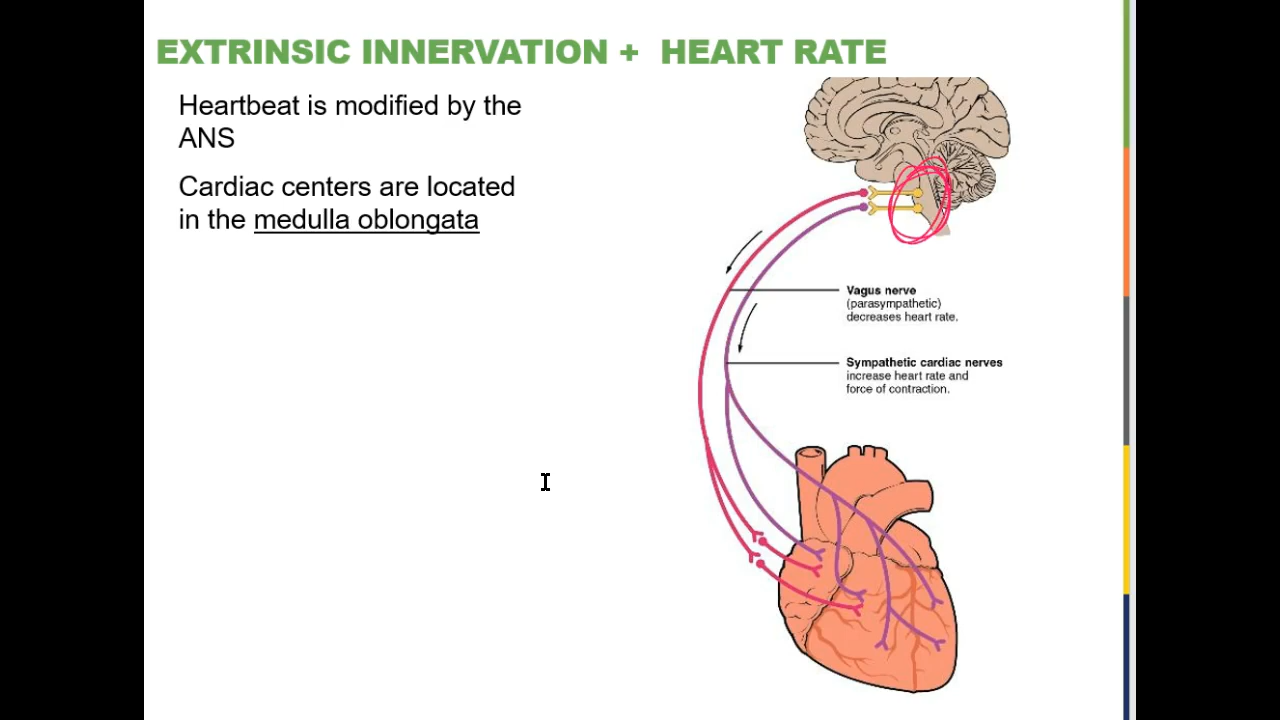 EXTRINSIC INNERVATION + HEART RATE
Heartbeat is modified by the
ANS
Cardiac centers are located
in the medulla oblongata
Vagus nerve
(parasympathetic)
decreases heart rate.
Sympathetic cardiac nerves
increase heart rate and
force of contraction.